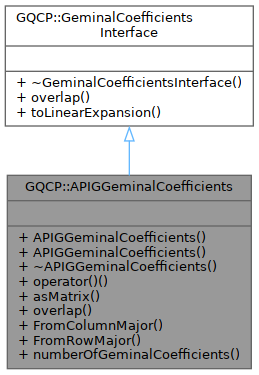 GQCP::GeminalCoefficients
Interface
+ ~GeminalCoefficientsInterface()
+ overlap()
+ toLinearExpansion()
GQCP::APIGGeminalCoefficients
+ APIGGeminalCoefficients()
+ APIGGeminalCoefficients()
+ ~APIGGeminalCoefficients()
+ operator()()
+ asMatrix()
+ overlap()
+ FromColumnMajor()
+ FromRowMajor()
+ numberOfGeminalCoefficients()